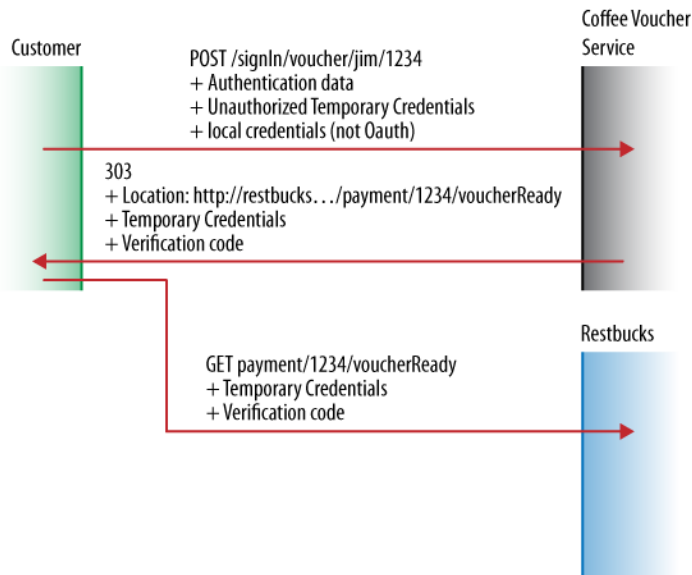 Customer
Coffee Voucher
Service
POST /signIn/voucher/jim/1234
+ Authentication data
+ Unauthorized Temporary Credentials
+ local credentials (not Oauth)
303
+ Location: http://restbucks.../payment/1234/voucherReady
+ Temporary Credentials
+ Verification code
Restbucks
GET payment/1234/voucherReady
+ Temporary Credentials
+ Verification code